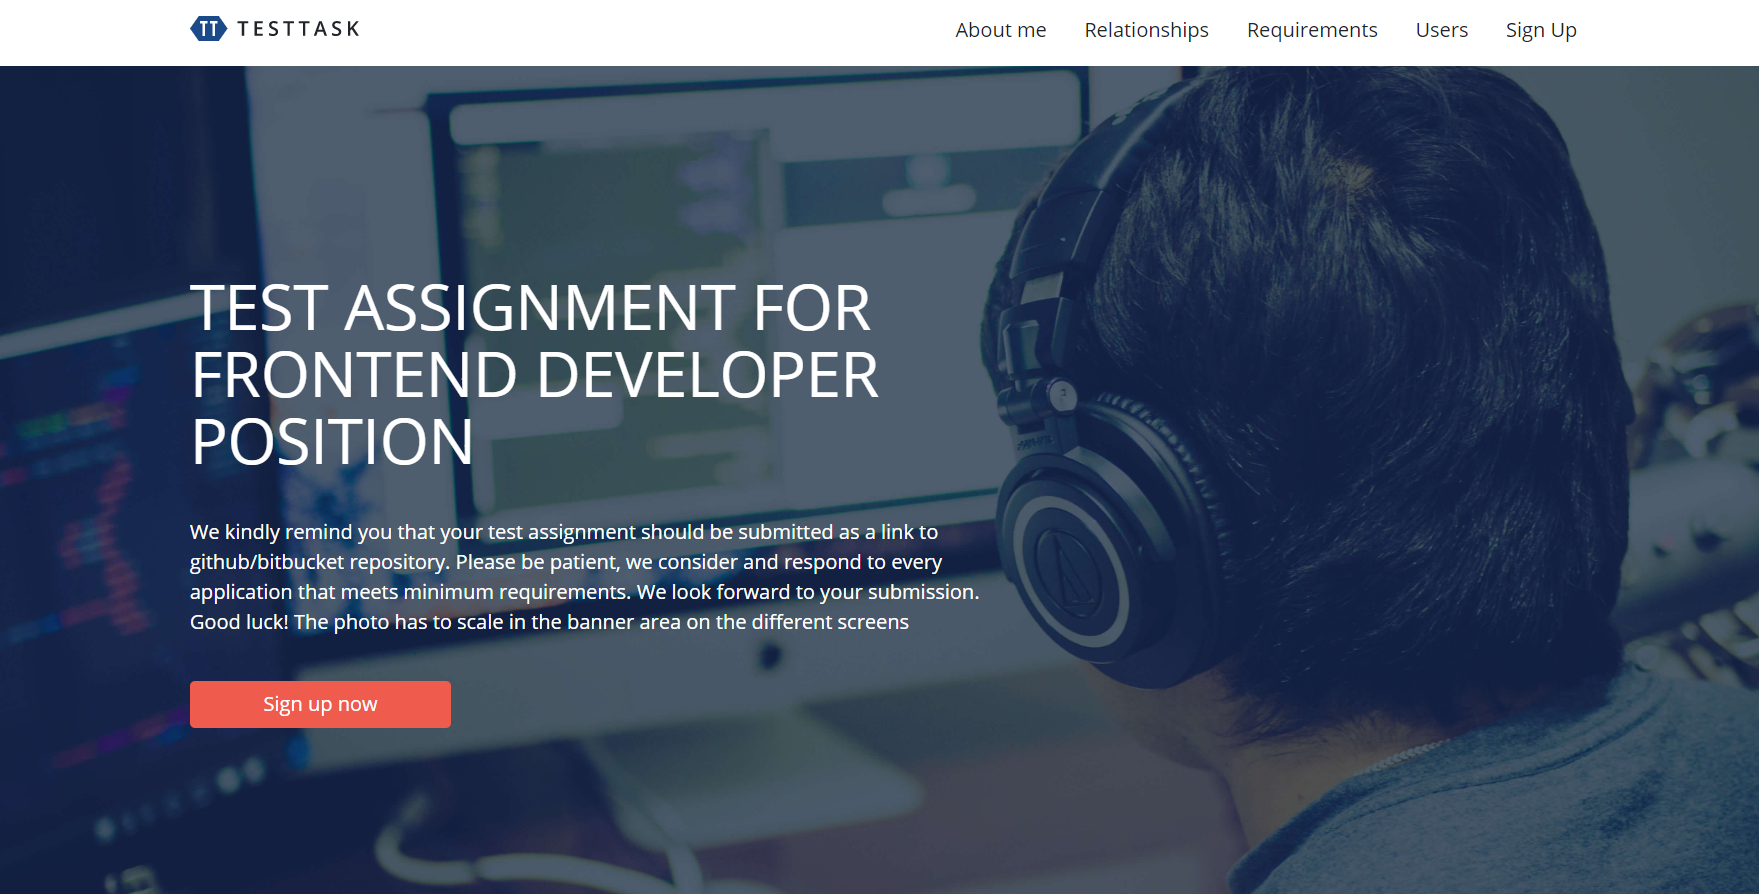 TT TESTTASK
About me Relationships Requirements Users Sign Up
TEST ASSIGNMENT FOR
FRONTEND DEVELOPER
POSITION
We kindly remind you that your test assignment should be submitted as a link to
github/bitbucket repository. Please be patient, we consider and respond to every
application that meets minimum requirements. We look forward to your submission.
Good luck! The photo has to scale in the banner area on the different screens
Sign up now